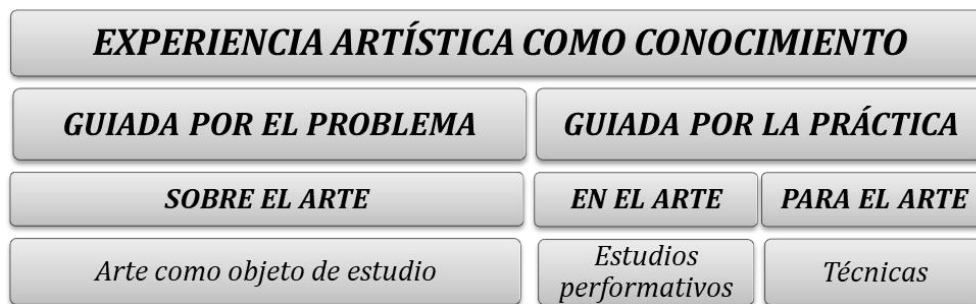 EXPERIENCIA ARTÍSTICA COMO CONOCIMIENTO
GUIADA POR EL PROBLEMA
GUIADA POR LA PRÁCTICA
SOBRE EL ARTE
EN EL ARTE
PARA EL ARTE
Arte como objeto de estudio
Estudios
performativos
Técnicas